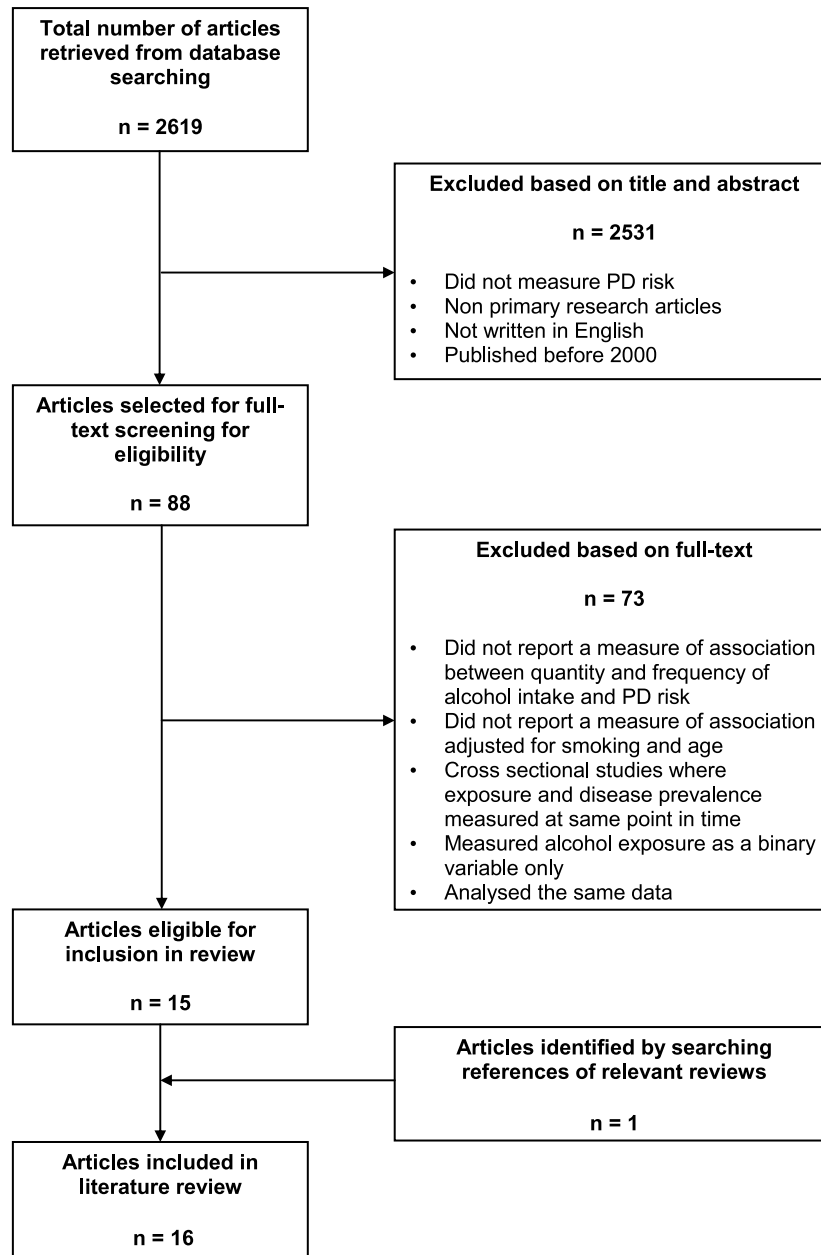 Total number of articles
retrieved from database
searching
n = 2619
Excluded based on title and abstract
n = 2531
• Did not measure PD risk
• Non primary research articles
• Not written in English
• Published before 2000
Articles selected for full-
text screening for
eligibility
n = 88
Excluded based on full-text
n = 73
• Did not report a measure of association
between quantity and frequency of
alcohol intake and PD risk
• Did not report a measure of association
adjusted for smoking and age
• Cross sectional studies where
exposure and disease prevalence
measured at same point in time
• Measured alcohol exposure as a binary
variable only
• Analysed the same data
Articles eligible for
inclusion in review
n = 15
Articles identified by searching
references of relevant reviews
n = 1
Articles included in
literature review
n = 16